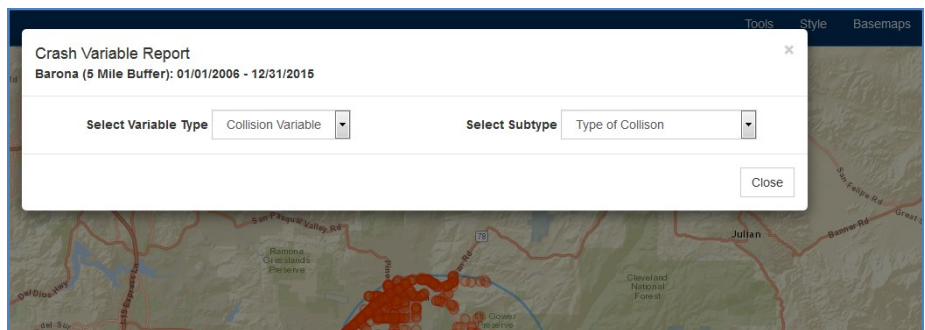 Tools Style Basemaps
Crash Variable Report
×
Barona (5 Mile Buffer): 01/01/2006 - 12/31/2015
Select Variable Type Collision Variable Select Subtype Type of Collison
Close
San Felipe Rd
Great
Banner Rd
San Pasqual Valley Rd
78
Julian
Ramona
Grasslands
Preserve
Cleveland
National
Forest
Del Dios Hwy
del Sur
Gower
Preserve